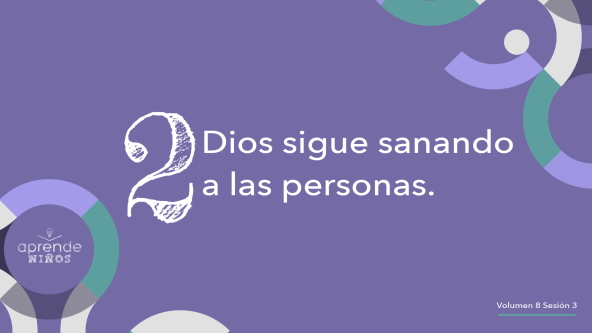 2
Dios sigue sanando
a las personas.
aprende
NIÑOS
Volumen 8 Sesión 3